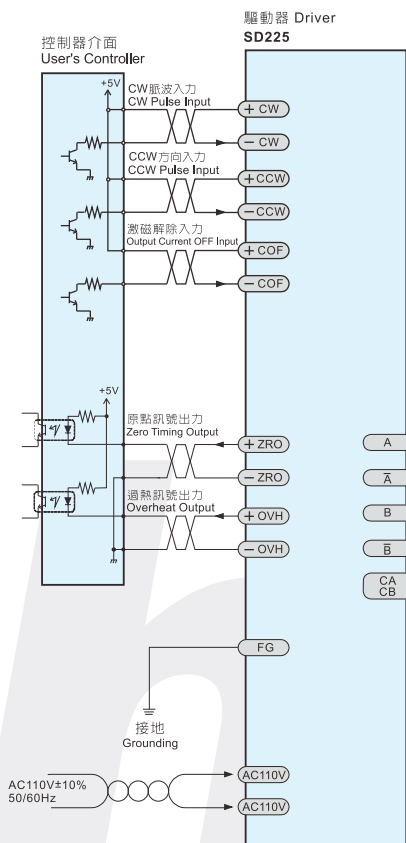 驅動器 Driver
SD225
控制器介面
User's Controller
+5V
CW脈波入力
CW Pulse Input
+ CW
− CW
CCW方向入力
CCW Pulse Input
+ CCW
− CCW
激磁解除入力
Output Current OFF Input
+ COF
− COF
+5V
原點訊號出力
Zero Timing Output
+ ZRO
− ZRO
過熱訊號出力
Overheat Output
+ OVH
− OVH
A
A̅
B
B̅
CA
CB
FG
接地
Grounding
AC110V±10%
50/60Hz
AC110V
AC110V